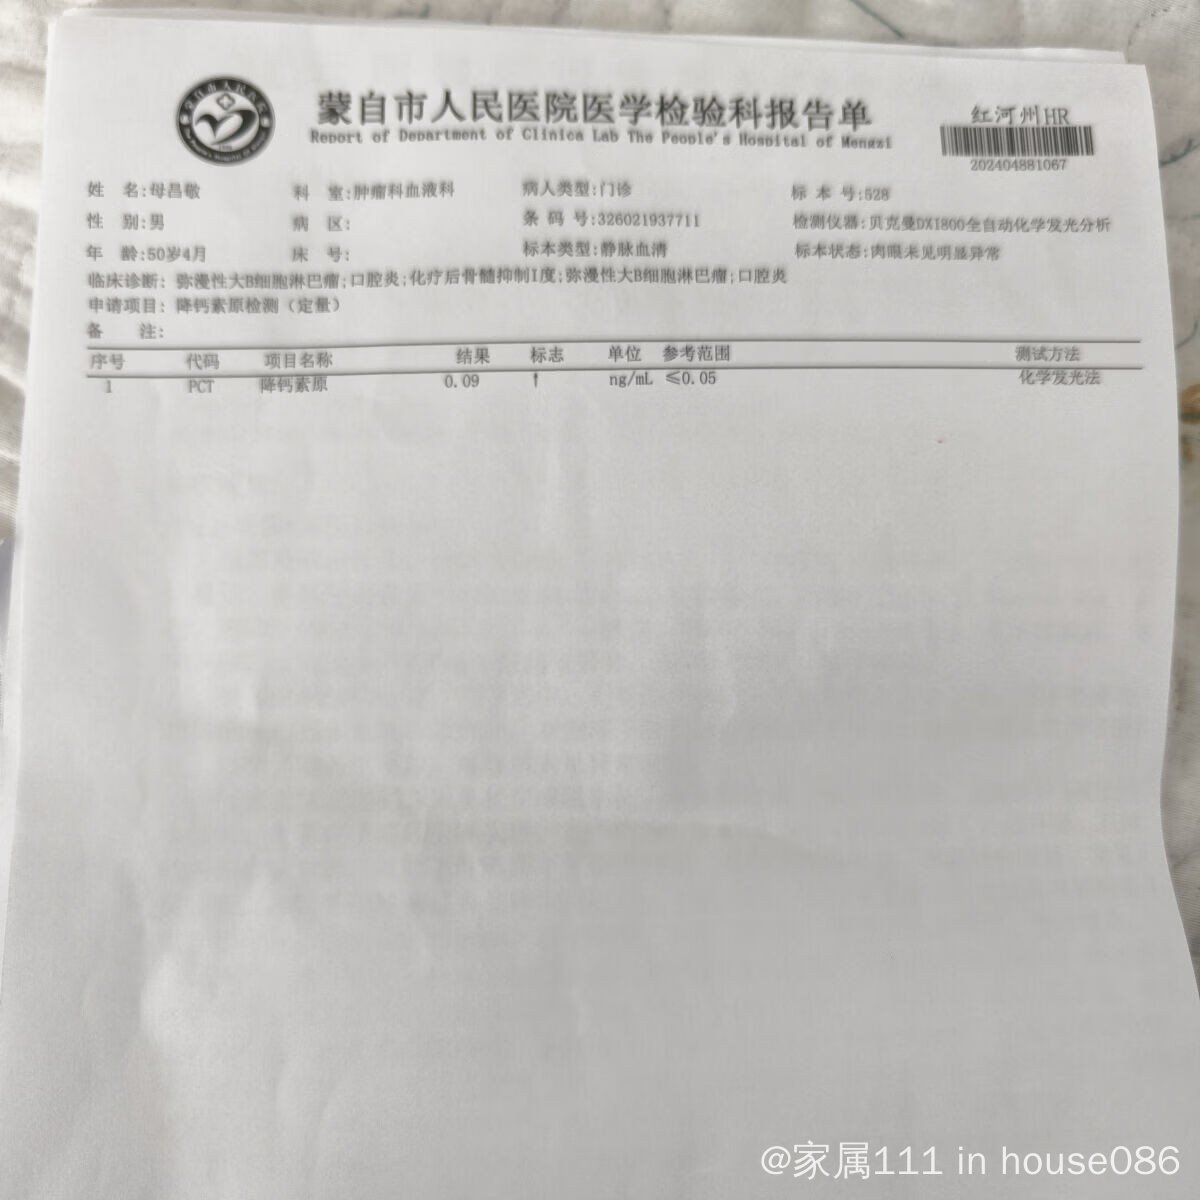 蒙自市人民医院医学检验科报告单
Report of Department of Clinica Lab The People's Hospital of Mengzi
红河州HR
202404881067
姓 名:母昌敬 科 室:肿瘤科血液科 病人类型:门诊 标 本 号:528
性 别:男 病 区: 条 码 号:326021937711 检测仪器:贝克曼DXI800全自动化学发光分析
年 龄:50岁4月 床 号: 标本类型:静脉血清 标本状态:肉眼未见明显异常
临床诊断: 弥漫性大B细胞淋巴瘤;口腔炎;化疗后骨髓抑制I度;弥漫性大B细胞淋巴瘤;口腔炎
申请项目: 降钙素原检测（定量）
备 注:
序号 代码 项目名称 结果 标志 单位 参考范围 测试方法
1 PCT 降钙素原 0.09 ↑ ng/mL ≤0.05 化学发光法
@家属111 in house086